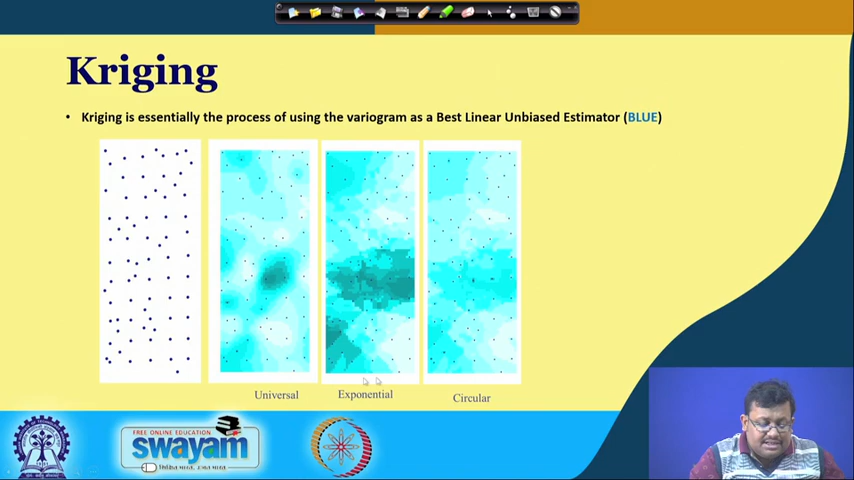 Kriging
• Kriging is essentially the process of using the variogram as a Best Linear Unbiased Estimator (BLUE)
Universal
Exponential
Circular
FREE ONLINE EDUCATION
swayam